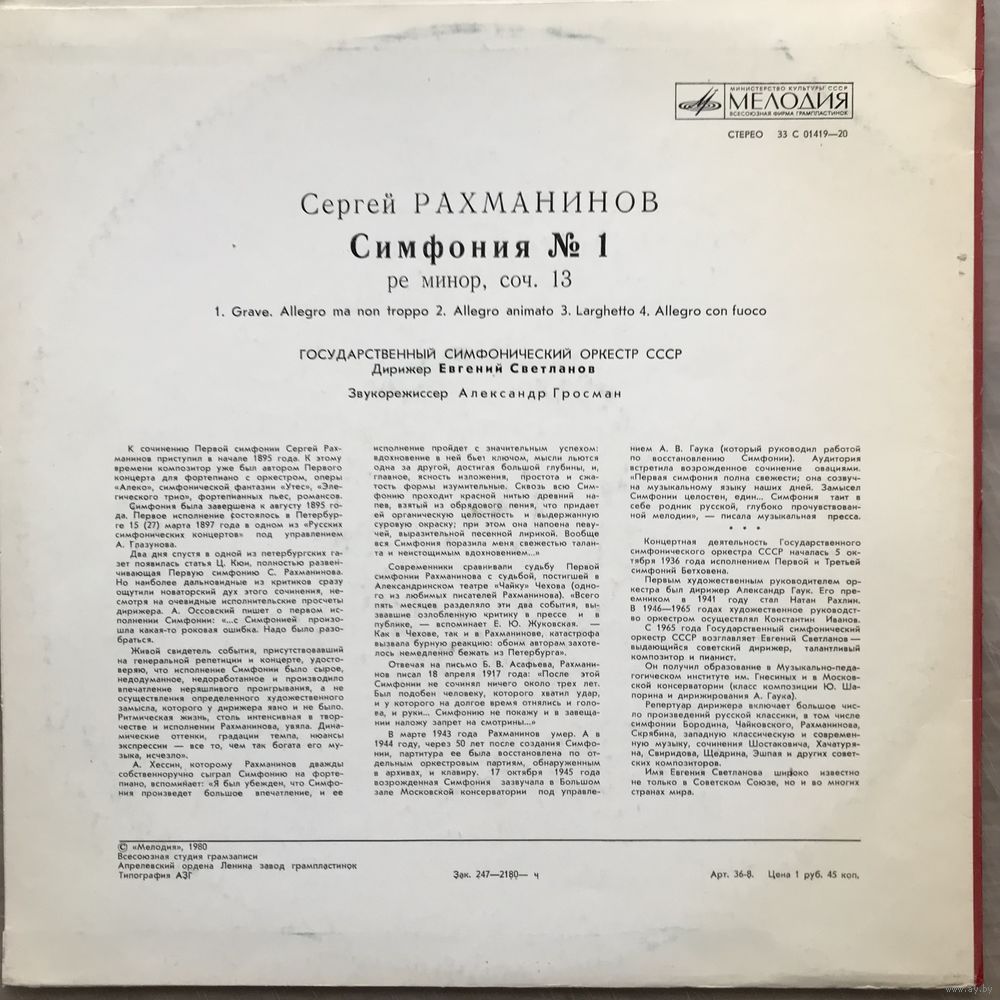 МИНИСТЕРСТВО КУЛЬТУРЫ СССР
МЕЛОДИЯ
ВСЕСОЮЗНАЯ ФИРМА ГРАМПЛАСТИНОК
СТЕРЕО 33 С 01419—20
Сергей РАХМАНИНОВ
Симфония № 1
ре минор, соч. 13
1. Grave. Allegro ma non troppo 2. Allegro animato 3. Larghetto 4. Allegro con fuoco
ГОСУДАРСТВЕННЫЙ СИМФОНИЧЕСКИЙ ОРКЕСТР СССР
Дирижер Евгений Светланов
Звукорежиссер Александр Гросман
К сочинению Первой симфонии Сергей Рах-
манинов приступил в начале 1895 года. К этому
времени композитор уже был автором Первого
концерта для фортепиано с оркестром, оперы
«Алеко», симфонической фантазии «Утес», «Эле-
гического трио», фортепианных пьес, романсов.
Симфония была завершена к августу 1895 го-
да. Первое исполнение состоялось в Петербур-
ге 15 (27) марта 1897 года в одном из «Русских
симфонических концертов» под управлением
А. Глазунова.
Два дня спустя в одной из петербургских га-
зет появилась статья Ц. Кюи, полностью развен-
чивающая Первую симфонию С. Рахманинова.
Но наиболее дальновидные из критиков сразу
ощутили новаторский дух этого сочинения, не-
смотря на очевидные исполнительские просчеты
дирижера. А. Оссовский пишет о первом ис-
полнении Симфонии: «...с Симфонией произо-
шла какая-то роковая ошибка. Надо было разо-
браться.
Живой свидетель события, присутствовавший
на генеральной репетиции и концерте, удосто-
веряю, что исполнение Симфонии было сырое,
недодуманное, недоработанное и производило
впечатление неряшливого проигрывания, а не
осуществления определенного художественного
замысла, которого у дирижера явно и не было.
Ритмическая жизнь, столь интенсивная в твор-
честве и исполнении Рахманинова, увяла. Дина-
мические оттенки, градации темпа, нюансы
экспрессии — все то, чем так богата его му-
зыка, исчезло».
А. Хессин, которому Рахманинов дважды
собственноручно сыграл Симфонию на форте-
пиано, вспоминает: «Я был убежден, что Симфо-
ния произведет большое впечатление, и ее
исполнение пройдет с значительным успехом:
вдохновение в ней бьет ключом, мысли льются
одна за другой, достигая большой глубины, и,
главное, ясность изложения, простота и сжа-
тость формы изумительные. Сквозь всю Сим-
фонию проходит красной нитью древний на-
пев, взятый из обрядового пения, что придает
ей органическую целостность и выдержанную
суровую окраску; при этом она напоена певу-
чей, выразительной песенной лирикой. Вообще
вся Симфония поразила меня свежестью талан-
та и неистощимым вдохновением...»
Современники сравнивали судьбу Первой
симфонии Рахманинова с судьбой, постигшей в
Александринском театре «Чайку» Чехова (одно-
го из любимых писателей Рахманинова). «Всего
пять месяцев разделяло эти два события, вы-
звавшие озлобленную критику в прессе и в
публике, — вспоминает Е. Ю. Жуковская. —
Как в Чехове, так и в Рахманинове, катастрофа
вызвала бурную реакцию: обоим авторам захоте-
лось немедленно бежать из Петербурга».
Отвечая на письмо Б. В. Асафьева, Рахмани-
нов писал 18 апреля 1917 года: «После этой
Симфонии не сочинял ничего около трех лет.
Был подобен человеку, которого хватил удар,
и у которого на долгое время отнялись и голо-
ва, и руки... Симфонию не покажу и в завеща-
нии наложу запрет на смотрины...»
В марте 1943 года Рахманинов умер. А в
1944 году, через 50 лет после создания Симфо-
нии, партитура ее была восстановлена по от-
дельным оркестровым партиям, обнаруженным
в архивах, и клавиру. 17 октября 1945 года
возрожденная Симфония зазвучала в Большом
зале Московской консерватории под управле-
нием А. В. Гаука (который руководил работой
по восстановлению Симфонии). Аудитория
встретила возрожденное сочинение овациями.
«Первая симфония полна свежести; она созвуч-
на музыкальному языку наших дней. Замысел
Симфонии целостен, един... Симфония таит в
себе родник русской, глубоко прочувствован-
ной мелодии», — писала музыкальная пресса.
* * *
Концертная деятельность Государственного
симфонического оркестра СССР началась 5 ок-
тября 1936 года исполнением Первой и Третьей
симфоний Бетховена.
Первым художественным руководителем ор-
кестра был дирижер Александр Гаук. Его пре-
емником в 1941 году стал Натан Рахлин.
В 1946—1965 годах художественное руководст-
во оркестром осуществлял Константин Иванов.
С 1965 года Государственный симфонический
оркестр СССР возглавляет Евгений Светланов —
выдающийся советский дирижер, талантливый
композитор и пианист.
Он получил образование в Музыкально-педа-
гогическом институте им. Гнесиных и в Москов-
ской консерватории (класс композиции Ю. Ша-
порина и дирижирования А. Гаука).
Репертуар дирижера включает большое чис-
ло произведений русской классики, в том числе
симфонии Бородина, Чайковского, Рахманинова,
Скрябина, западную классическую и современ-
ную музыку, сочинения Шостаковича, Хачатуря-
на, Свиридова, Щедрина, Эшпая и других совет-
ских композиторов.
Имя Евгения Светланова широко известно
не только в Советском Союзе, но и во многих
странах мира.
© «Мелодия», 1980
Всесоюзная студия грамзаписи
Апрелевский ордена Ленина завод грампластинок
Типография АЗГ
Зак. 247—2180— ч
Арт. 36-8. Цена 1 руб. 45 коп.
www.ay.by